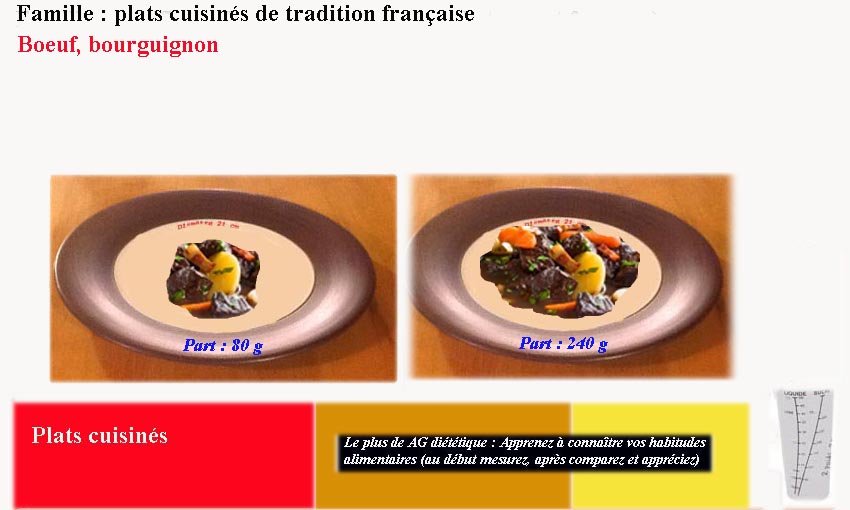 Famille : plats cuisinés de tradition française
Boeuf, bourguignon
Diamètre 21 cm
Diamètre 21 cm
Part : 80 g
Part : 240 g
Plats cuisinés
Le plus de AG diététique : Apprenez à connaître vos habitudes
alimentaires (au début mesurez, après comparez et appréciez)
LIQUIDE